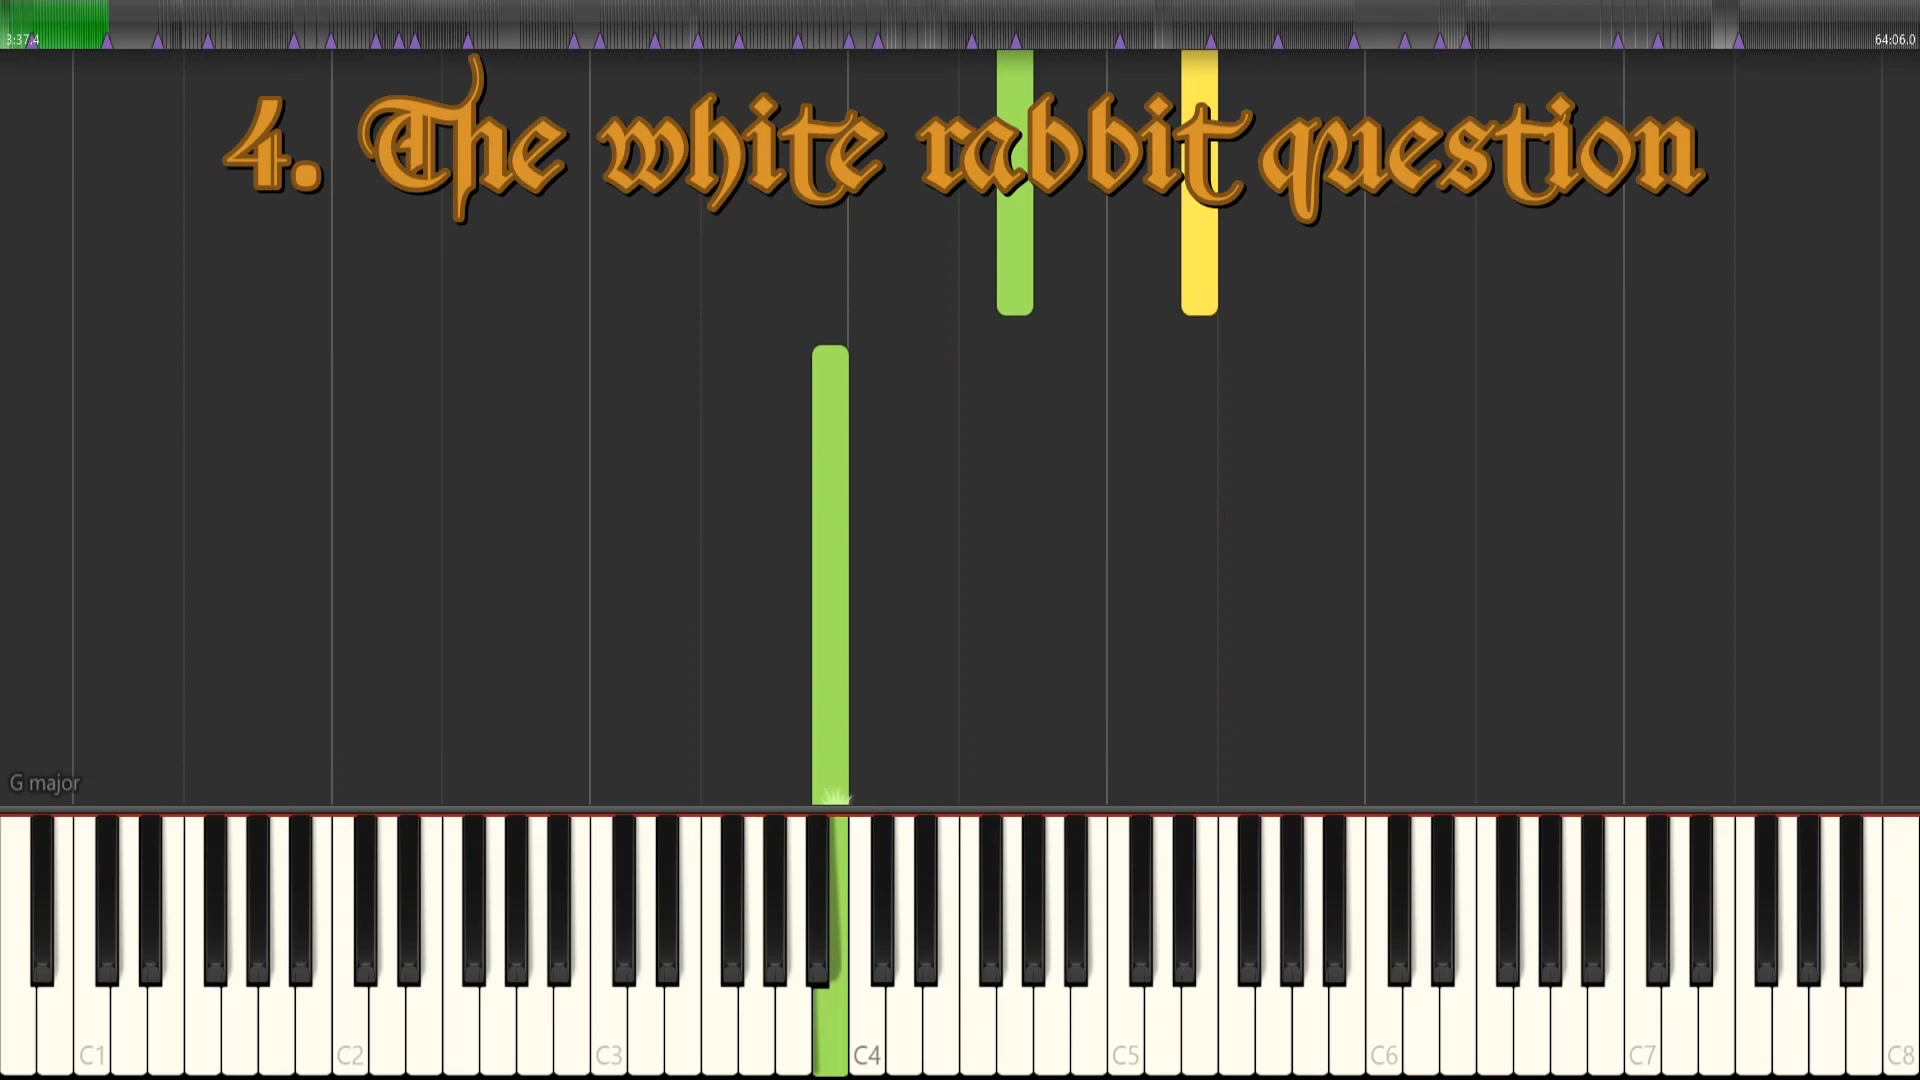 3:37.4
64:06.0
4. The white rabbit question
G major
C1 C2 C3 C4 C5 C6 C7 C8